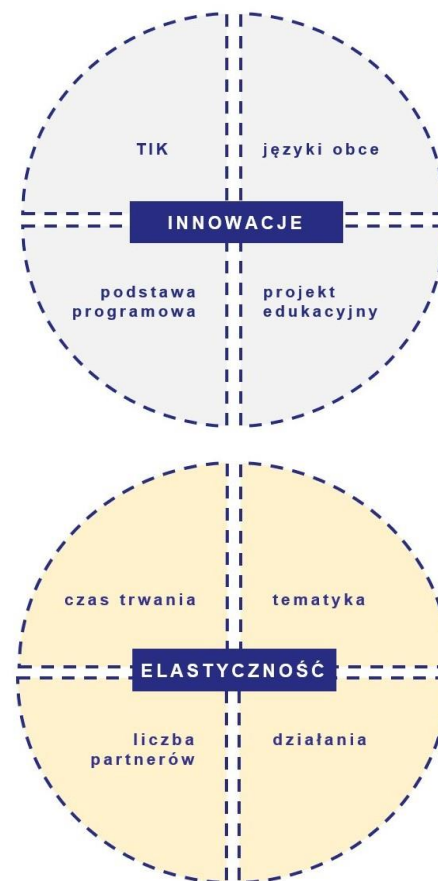 TIK
języki obce
INNOWACJE
podstawa
programowa
projekt
edukacyjny
czas trwania
tematyka
ELASTYCZNOŚĆ
liczba
partnerów
działania